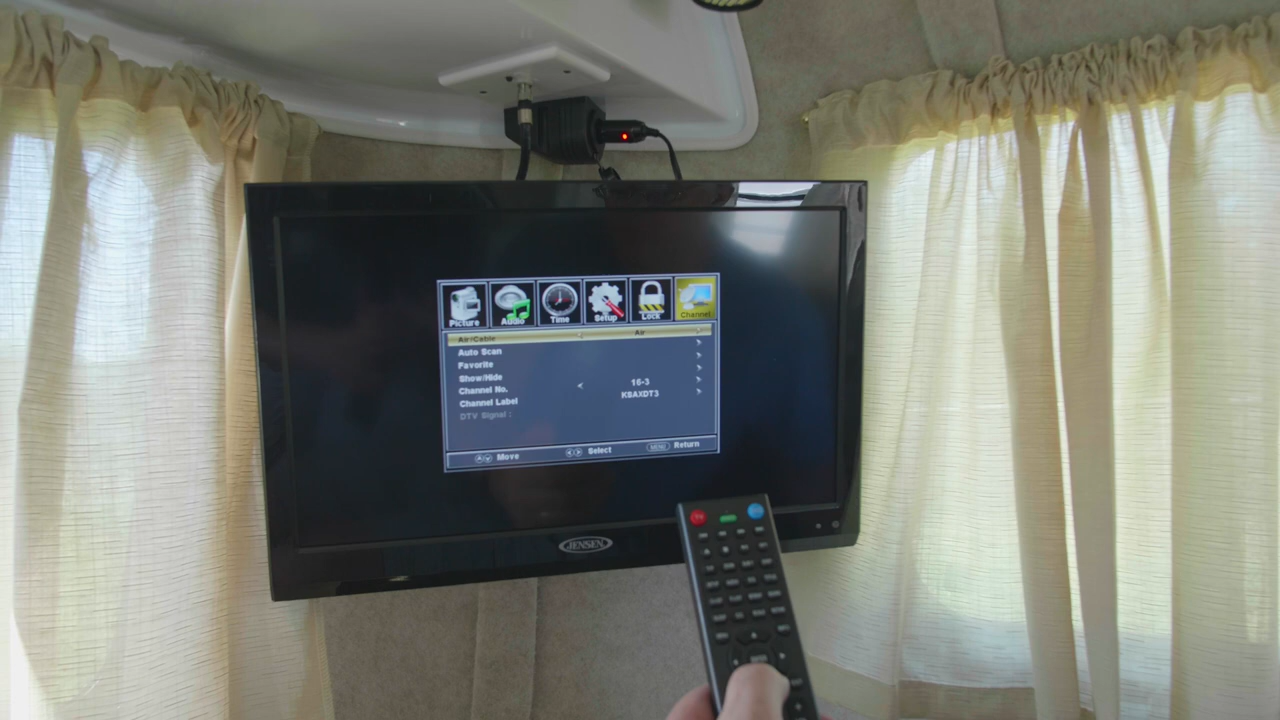 Picture Audio Time Setup Lock Channel
Air/Cable Air
Auto Scan
Favorite
Show/Hide
Channel No. 16-3
Channel Label K8AXDT3
DTV Signal :
Move Select MENU Return
JENSEN